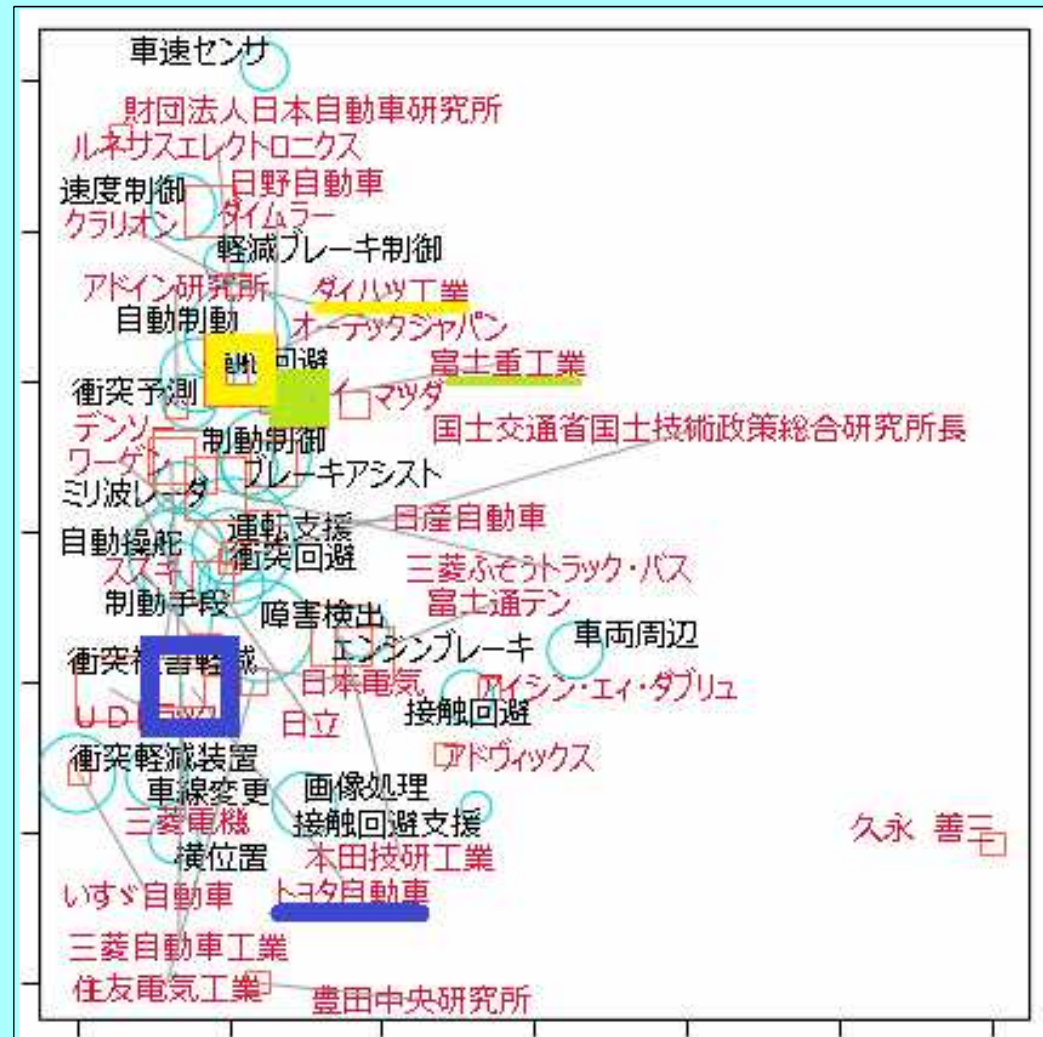 車速センサ
財団法人日本自動車研究所
ルネサスエレクトロニクス
日野自動車
速度制御
ダイムラー
クラリオン
軽減ブレーキ制御
アドイン研究所
ダイハツ工業
自動制動
オーテックジャパン
回避
富士重工業
衝突予測
マツダ
デンソー
国土交通省国土技術政策総合研究所長
制動制御
ワーゲン
ブレーキアシスト
ミリ波レーダ
日産自動車
運転支援
自動操舵
衝突回避
スズキ
三菱ふそうトラック・バス
制動手段
富士通テン
障害検出
車両周辺
エンジンブレーキ
衝突被害軽減
日本電気
アイシン・エィ・ダブリュ
UDトラック
日立
接触回避
衝突軽減装置
アドヴィックス
車線変更
画像処理
三菱電機
接触回避支援
久永 善三
横位置
本田技研工業
いすゞ自動車
トヨタ自動車
三菱自動車工業
住友電気工業
豊田中央研究所